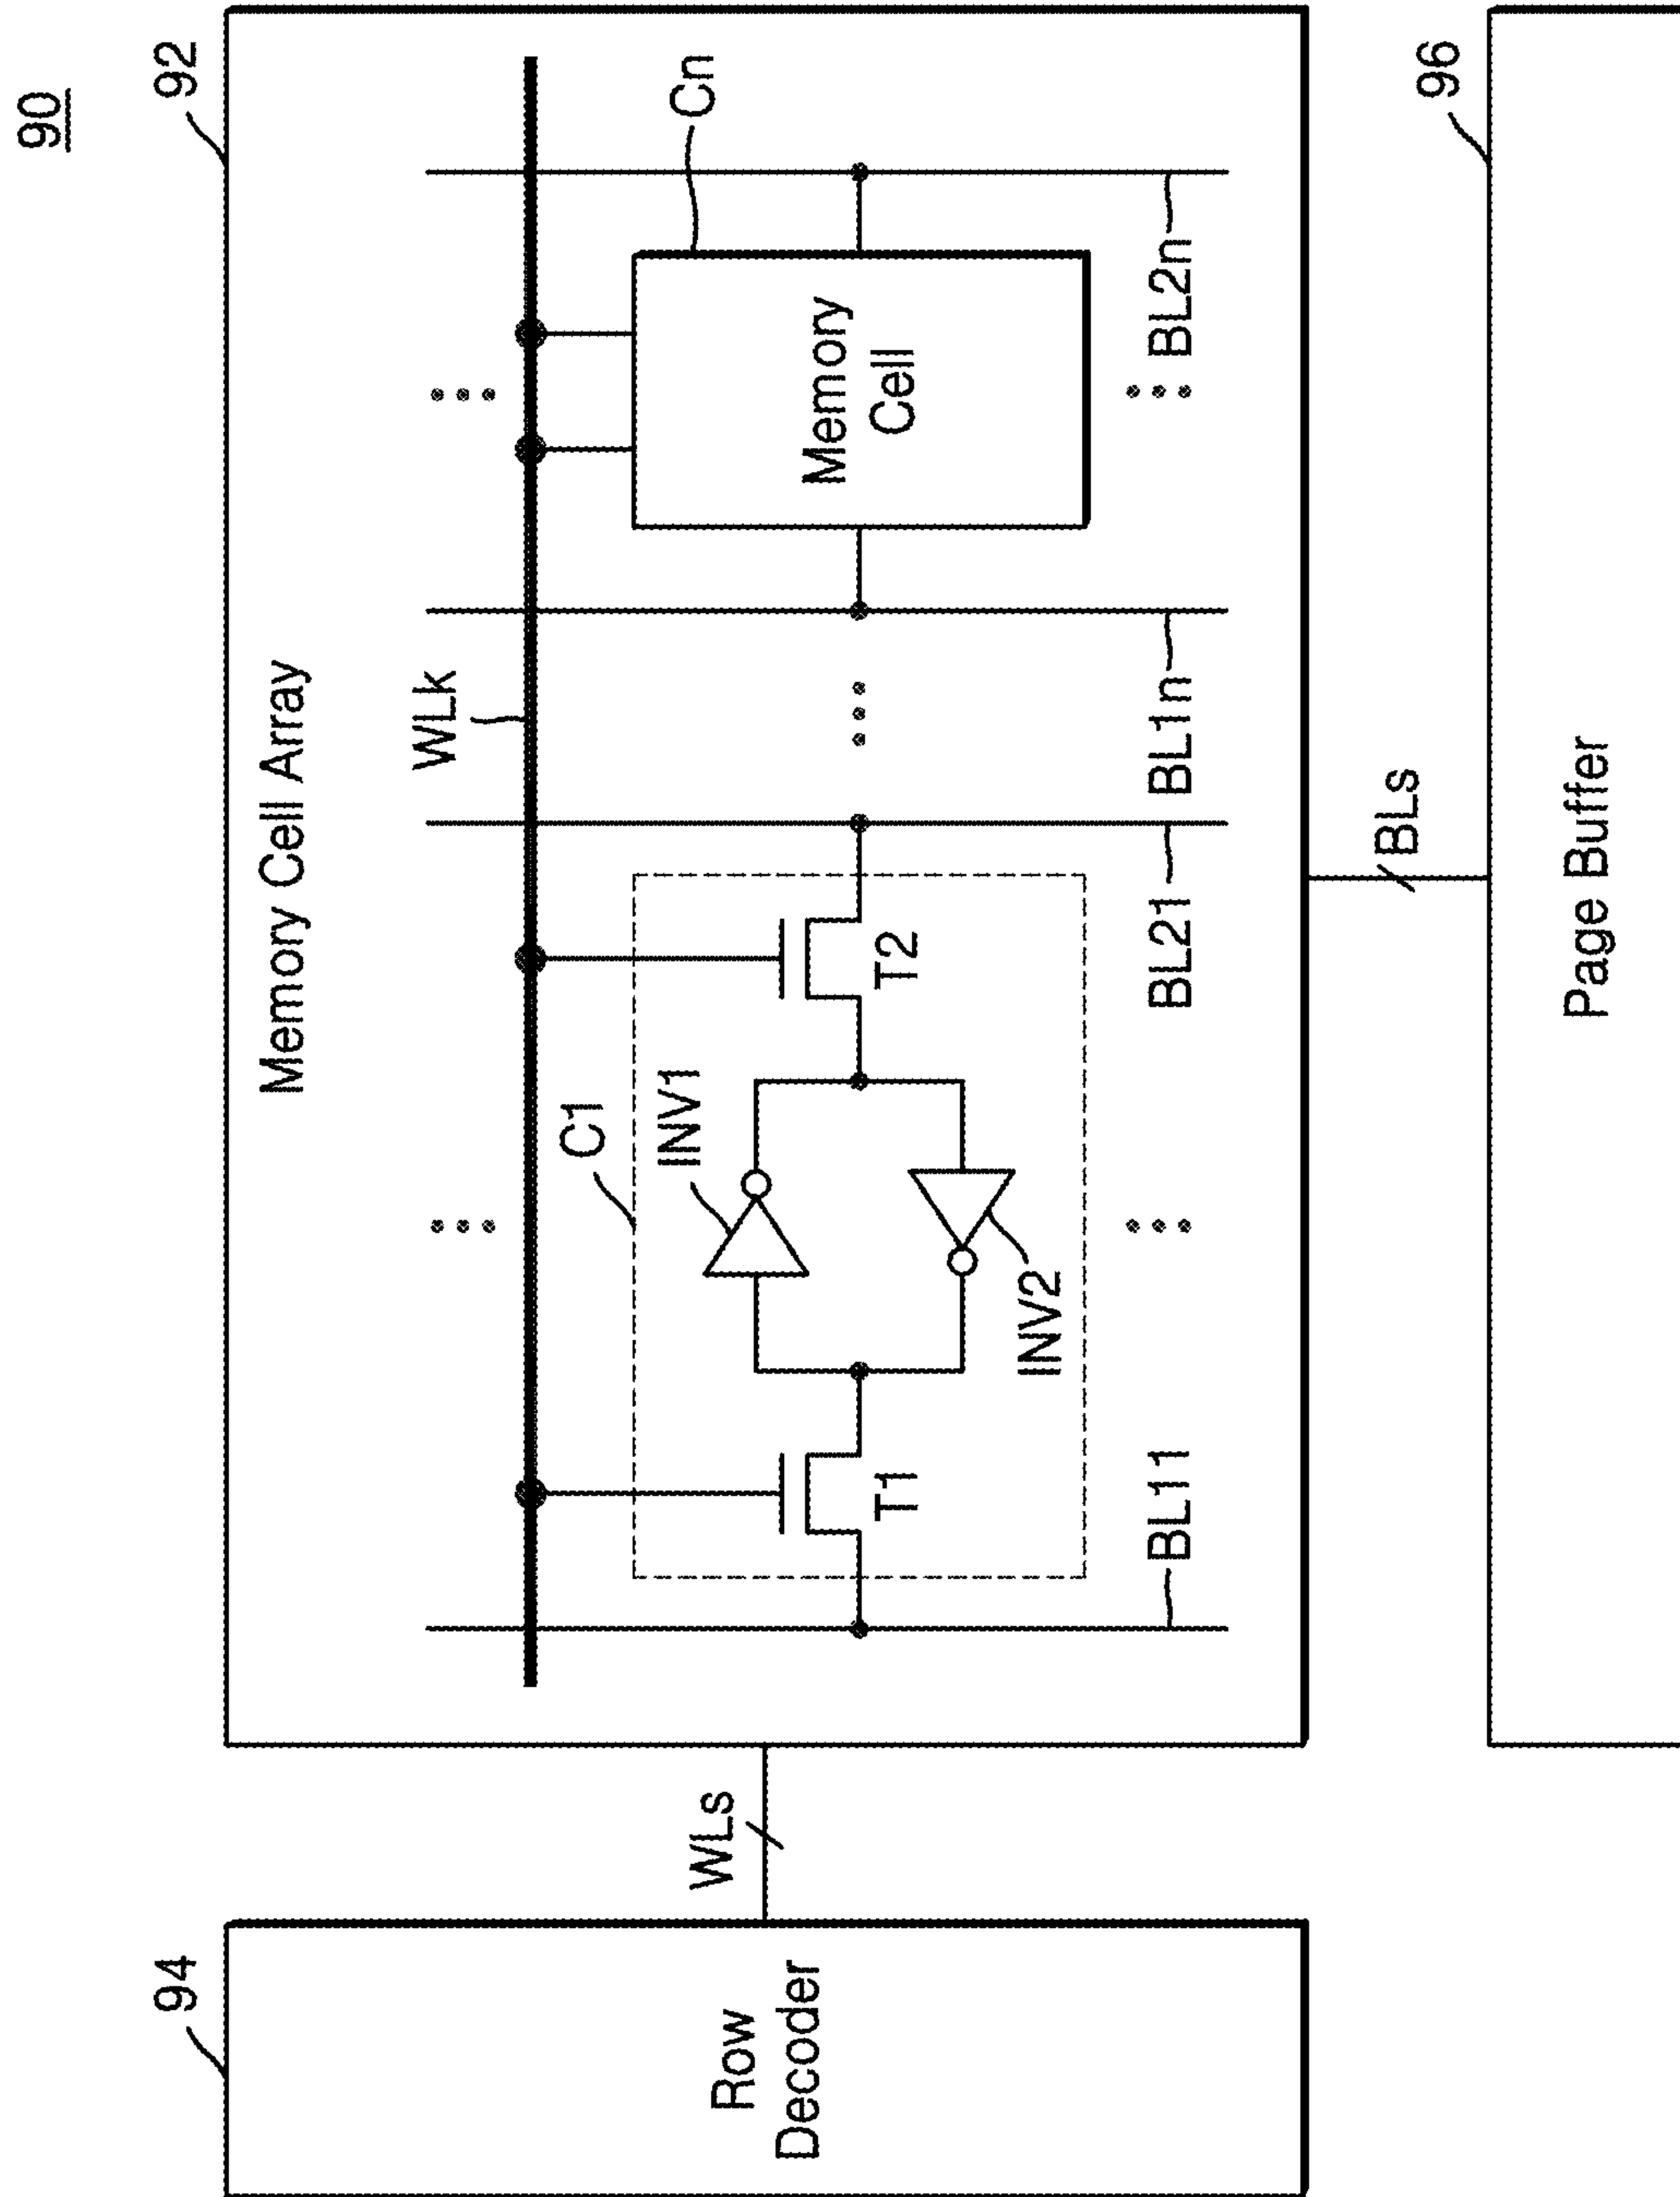 90
92
Memory Cell Array
WLk
C1
INV1
INV2
T1
T2
Cn
Memory
Cell
BL11
BL21
BL1n
BL2n
94
Row
Decoder
WLs
BLs
96
Page Buffer